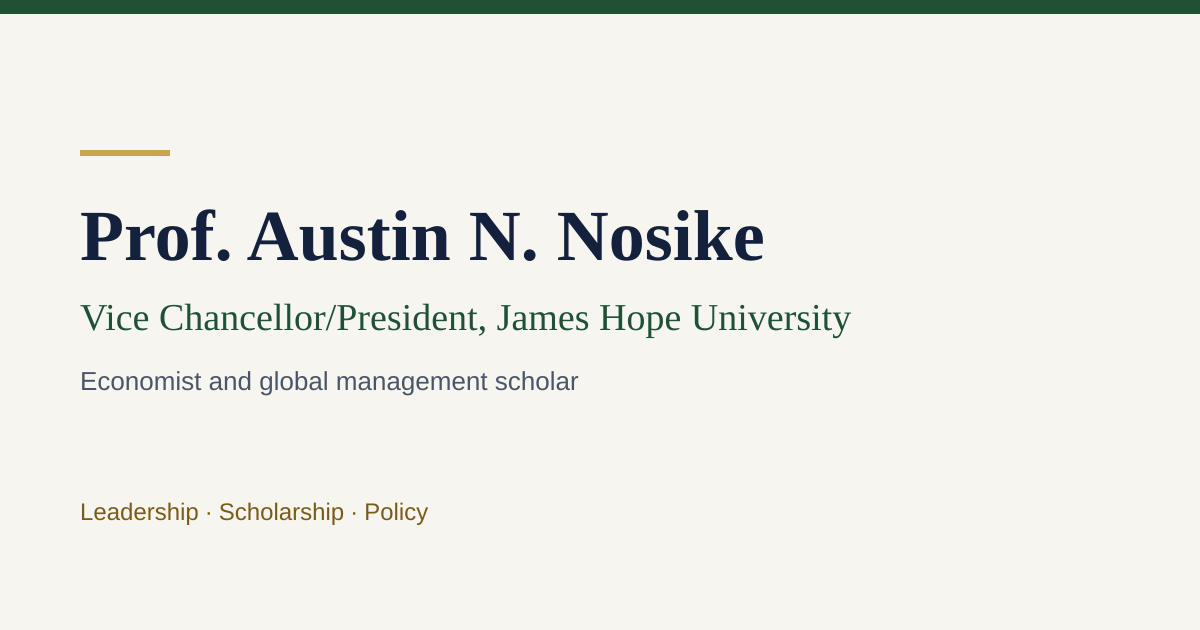 Prof. Austin N. Nosike
Vice Chancellor/President, James Hope University
Economist and global management scholar
Leadership · Scholarship · Policy